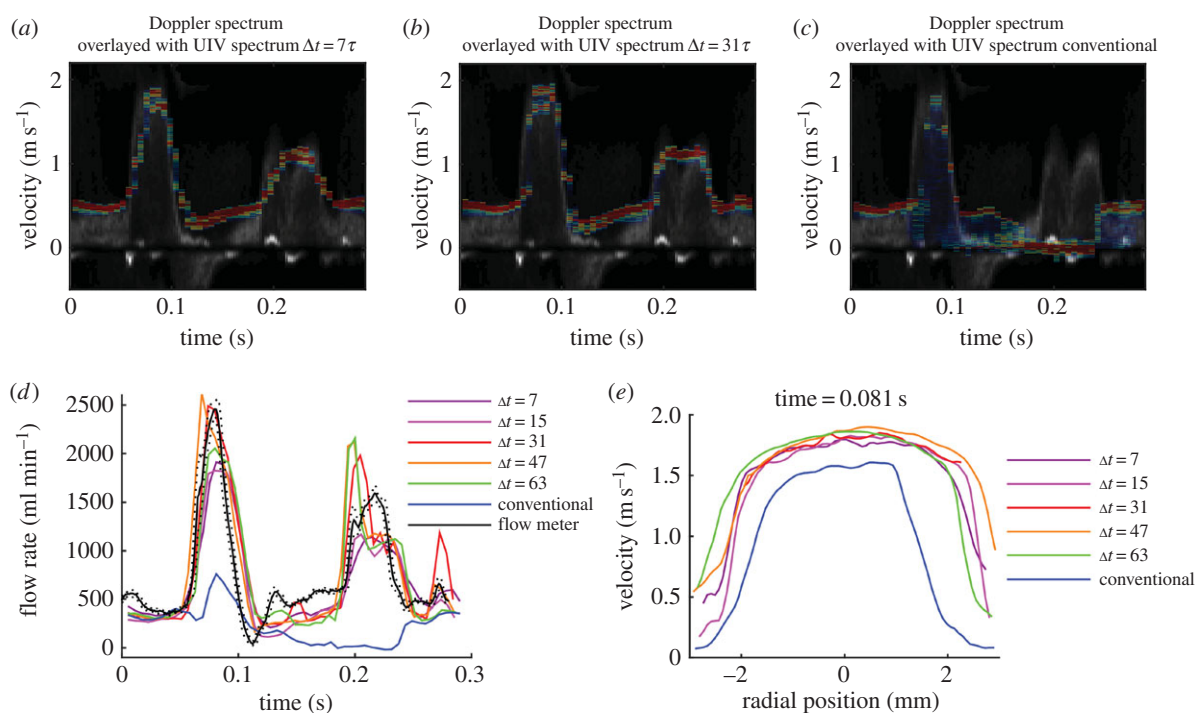 (a) Doppler spectrum
overlayed with UIV spectrum Δt = 7τ
2
1
0
velocity (m s⁻¹)
0 0.1 0.2
time (s)
(b) Doppler spectrum
overlayed with UIV spectrum Δt = 31τ
2
1
0
velocity (m s⁻¹)
0 0.1 0.2
time (s)
(c) Doppler spectrum
overlayed with UIV spectrum conventional
2
1
0
velocity (m s⁻¹)
0 0.1 0.2
time (s)
(d)
2500
2000
1500
1000
500
0
flow rate (ml min⁻¹)
0 0.1 0.2 0.3
time (s)
Δt = 7
Δt = 15
Δt = 31
Δt = 47
Δt = 63
conventional
flow meter
(e) time = 0.081 s
2.0
1.5
1.0
0.5
0
velocity (m s⁻¹)
−2 0 2
radial position (mm)
Δt = 7
Δt = 15
Δt = 31
Δt = 47
Δt = 63
conventional